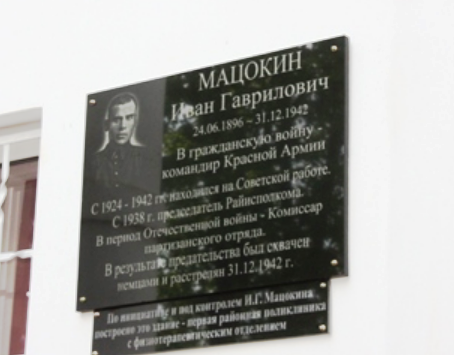 МАЦОКИН
Иван Гаврилович
24.06.1896 ~ 31.12.1942
В гражданскую войну -
командир Красной Армии
С 1924 - 1942 гг. находился на Советской работе.
С 1938 г. председатель Райисполкома.
В период Отечественной войны - Комиссар
партизанского отряда.
В результате предательства был схвачен
немцами и расстрелян 31.12.1942 г.
По инициативе и под контролем И.Г. Мацокина
построено это здание - первая районная поликлиника
с физиотерапевтическим отделением